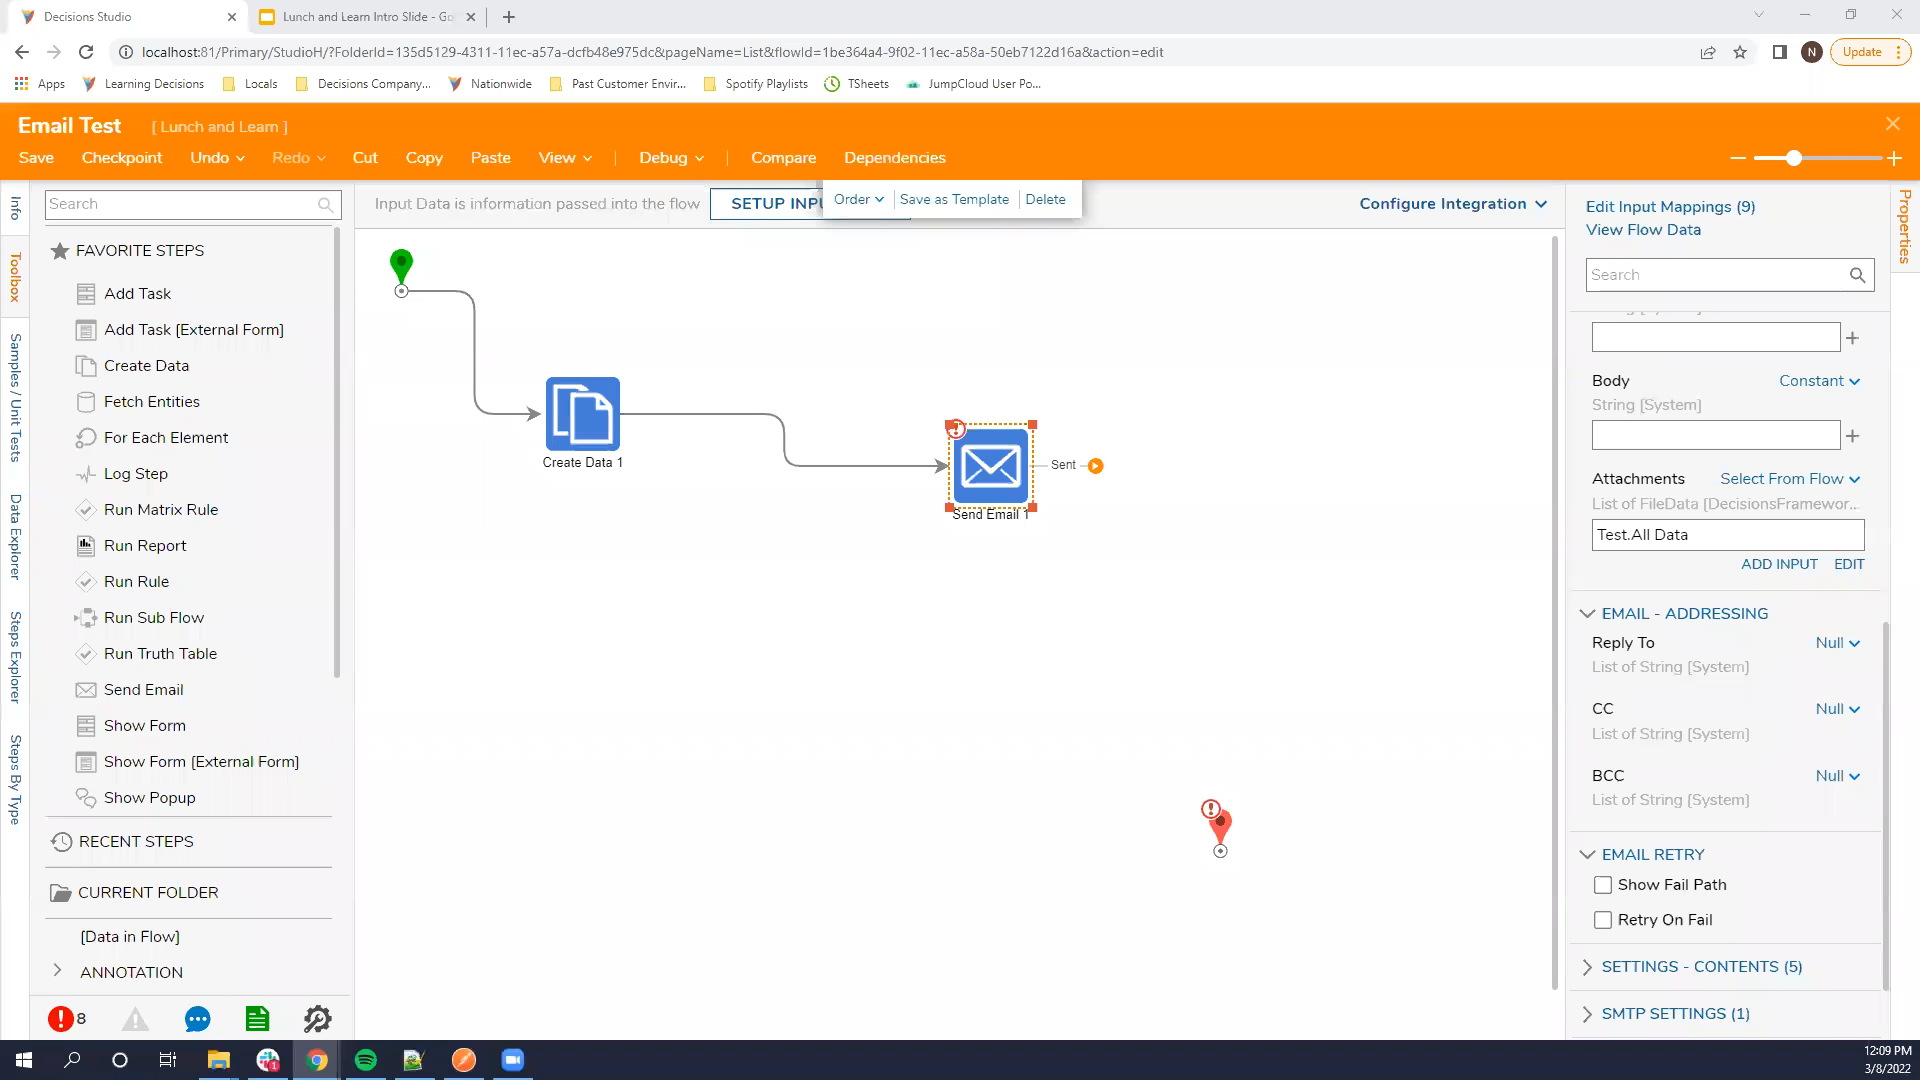 Decisions Studio
Lunch and Learn Intro Slide - Go
localhost:81/Primary/StudioH/?FolderId=135d5129-4311-11ec-a57a-dcfb48e975dc&pageName=List&flowId=1be364a4-9f02-11ec-a58a-50eb7122d16a&action=edit
N
Update
Apps
Learning Decisions
Locals
Decisions Company...
Nationwide
Past Customer Envir...
Spotify Playlists
TSheets
JumpCloud User Po...
Email Test
[ Lunch and Learn ]
Save
Checkpoint
Undo
Redo
Cut
Copy
Paste
View
Debug
Compare
Dependencies
Order
Save as Template
Delete
Info
Toolbox
Samples / Unit Tests
Data Explorer
Steps Explorer
Steps By Type
Search
FAVORITE STEPS
Add Task
Add Task [External Form]
Create Data
Fetch Entities
For Each Element
Log Step
Run Matrix Rule
Run Report
Run Rule
Run Sub Flow
Run Truth Table
Send Email
Show Form
Show Form [External Form]
Show Popup
RECENT STEPS
CURRENT FOLDER
[Data in Flow]
ANNOTATION
8
Input Data is information passed into the flow
SETUP INPU
Configure Integration
Create Data 1
Send Email 1
Sent
Properties
Edit Input Mappings (9)
View Flow Data
Search
Body
Constant
String [System]
Attachments
Select From Flow
List of FileData [DecisionsFramewor...
Test.All Data
ADD INPUT
EDIT
EMAIL - ADDRESSING
Reply To
Null
List of String [System]
CC
Null
List of String [System]
BCC
Null
List of String [System]
EMAIL RETRY
Show Fail Path
Retry On Fail
SETTINGS - CONTENTS (5)
SMTP SETTINGS (1)
1
12:09 PM
3/8/2022